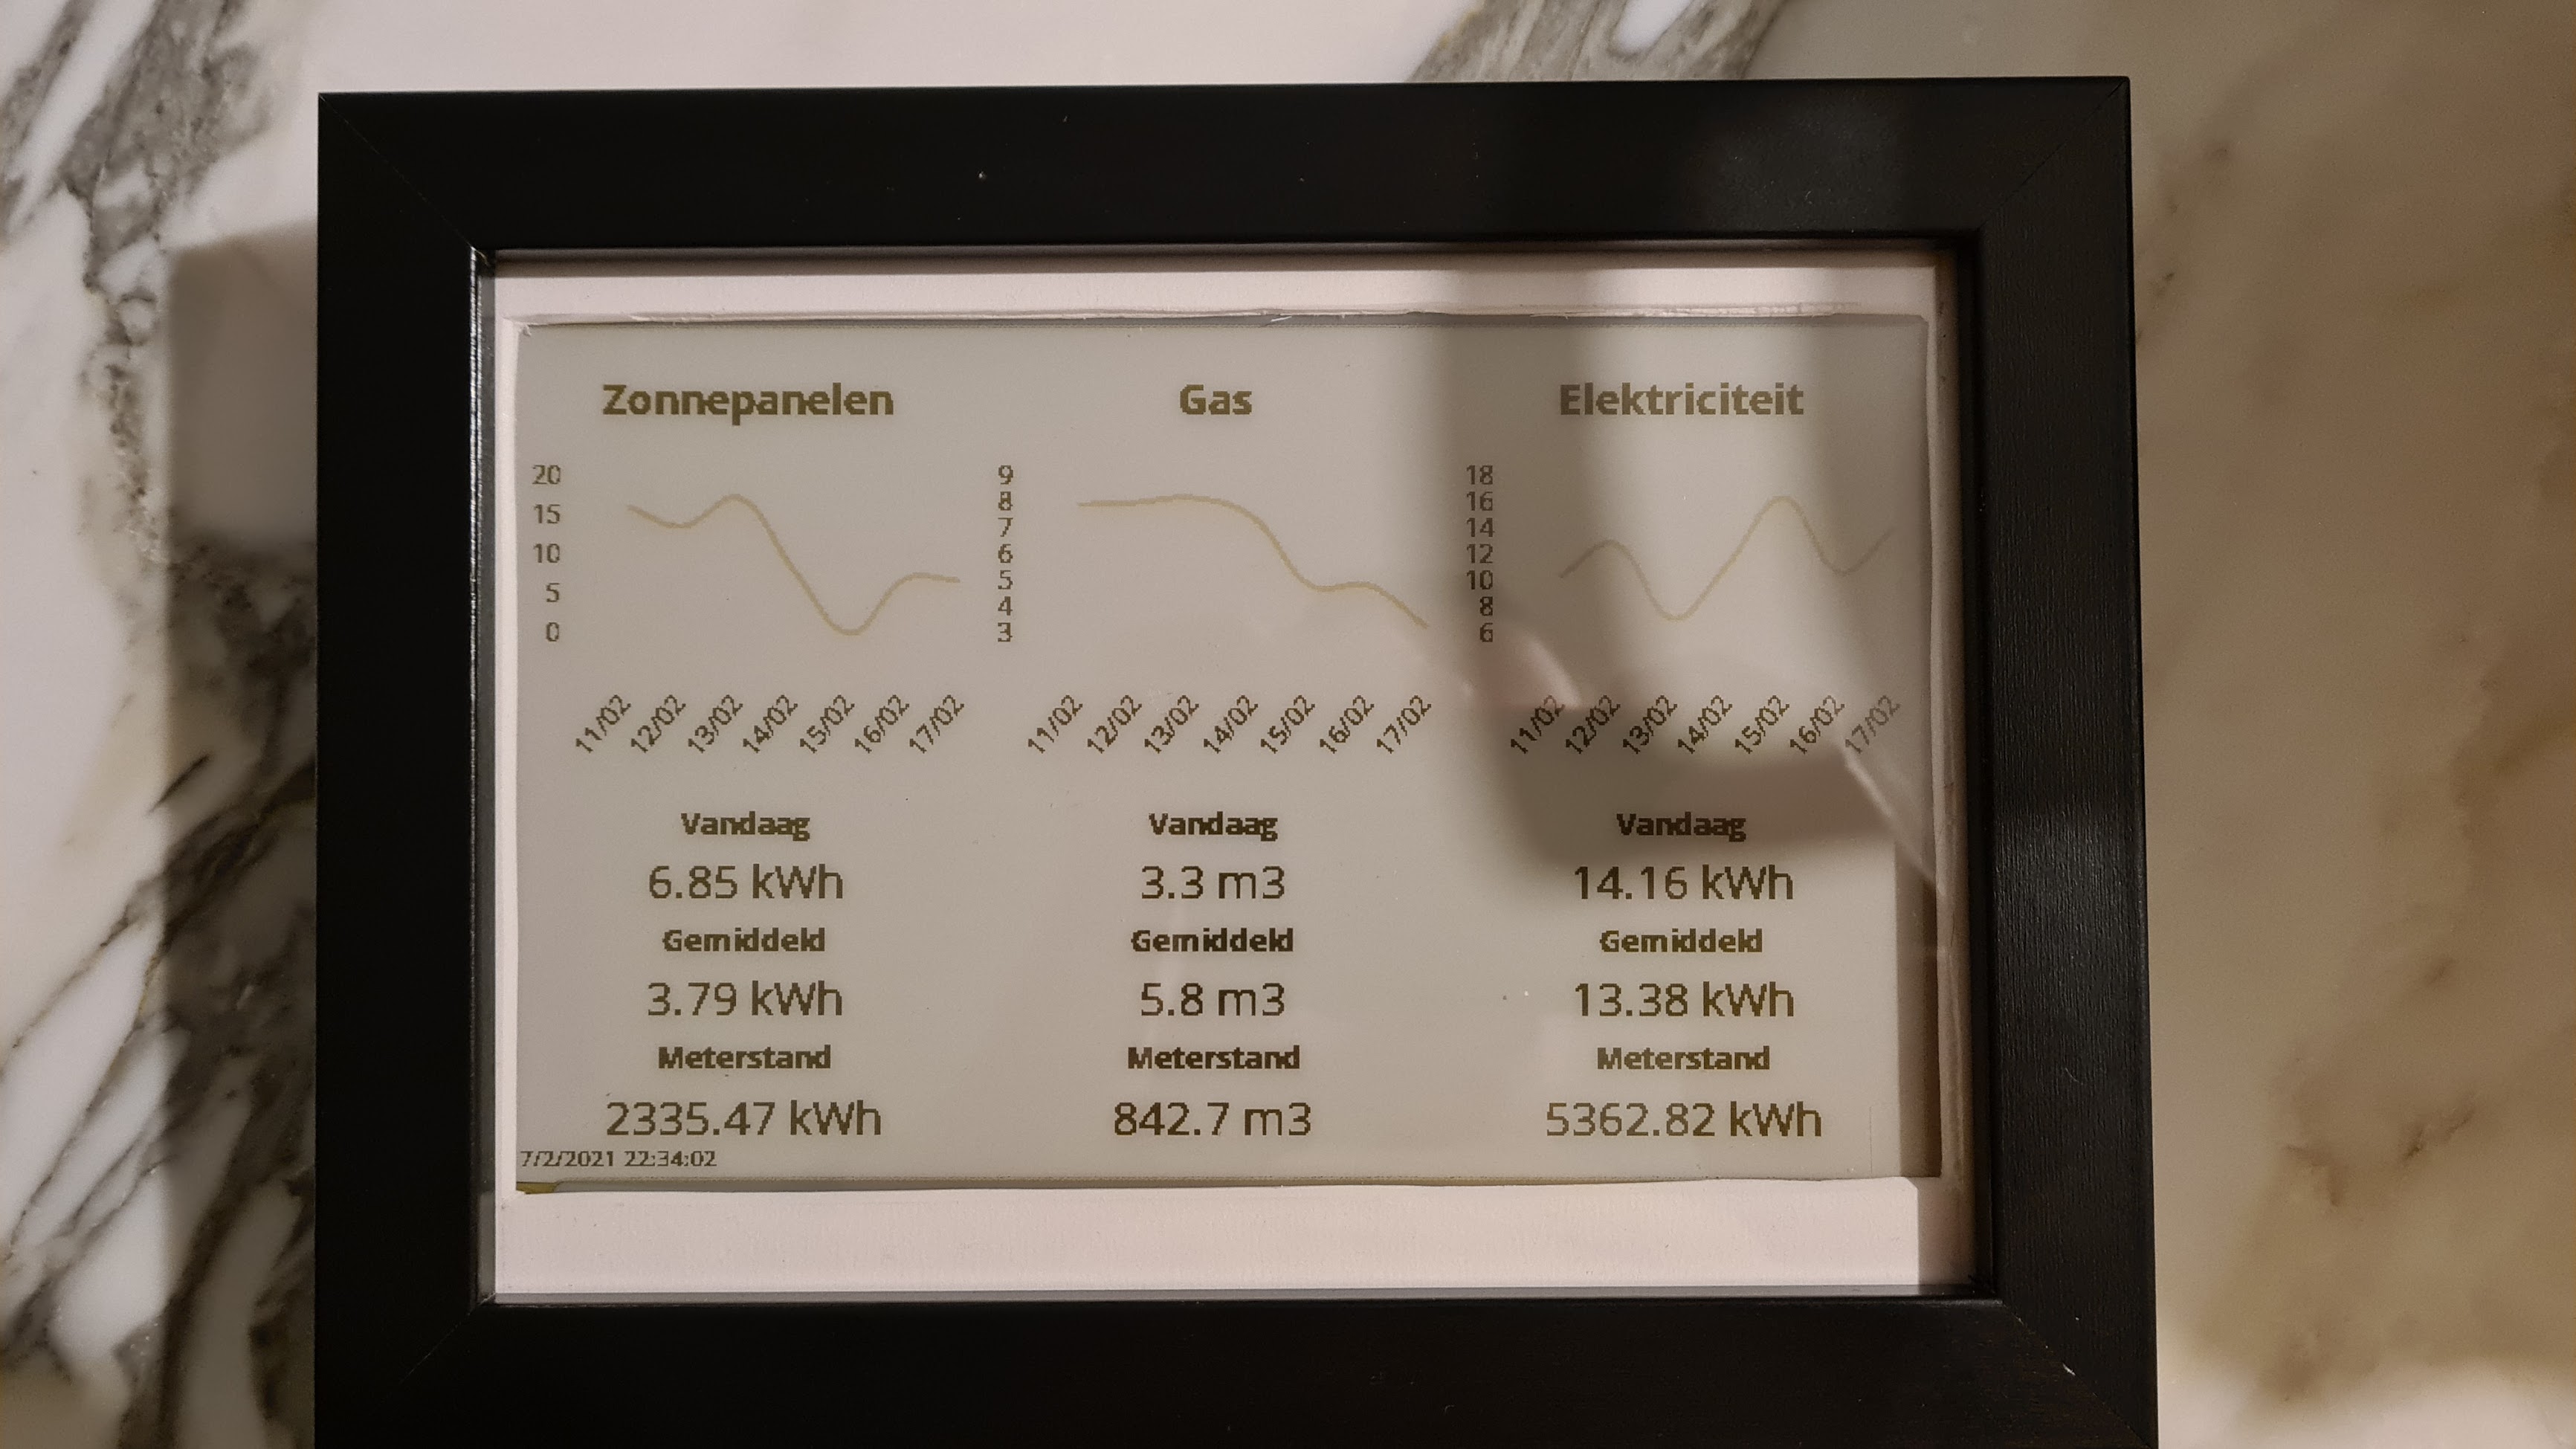 Zonnepanelen
20
15
10
5
0
11/02 12/02 13/02 14/02 15/02 16/02 17/02
Vandaag
6.85 kWh
Gemiddeld
3.79 kWh
Meterstand
2335.47 kWh
Gas
9
8
7
6
5
4
3
11/02 12/02 13/02 14/02 15/02 16/02 17/02
Vandaag
3.3 m3
Gemiddeld
5.8 m3
Meterstand
842.7 m3
Elektriciteit
18
16
14
12
10
8
6
11/02 12/02 13/02 14/02 15/02 16/02 17/02
Vandaag
14.16 kWh
Gemiddeld
13.38 kWh
Meterstand
5362.82 kWh
7/2/2021 22:34:02